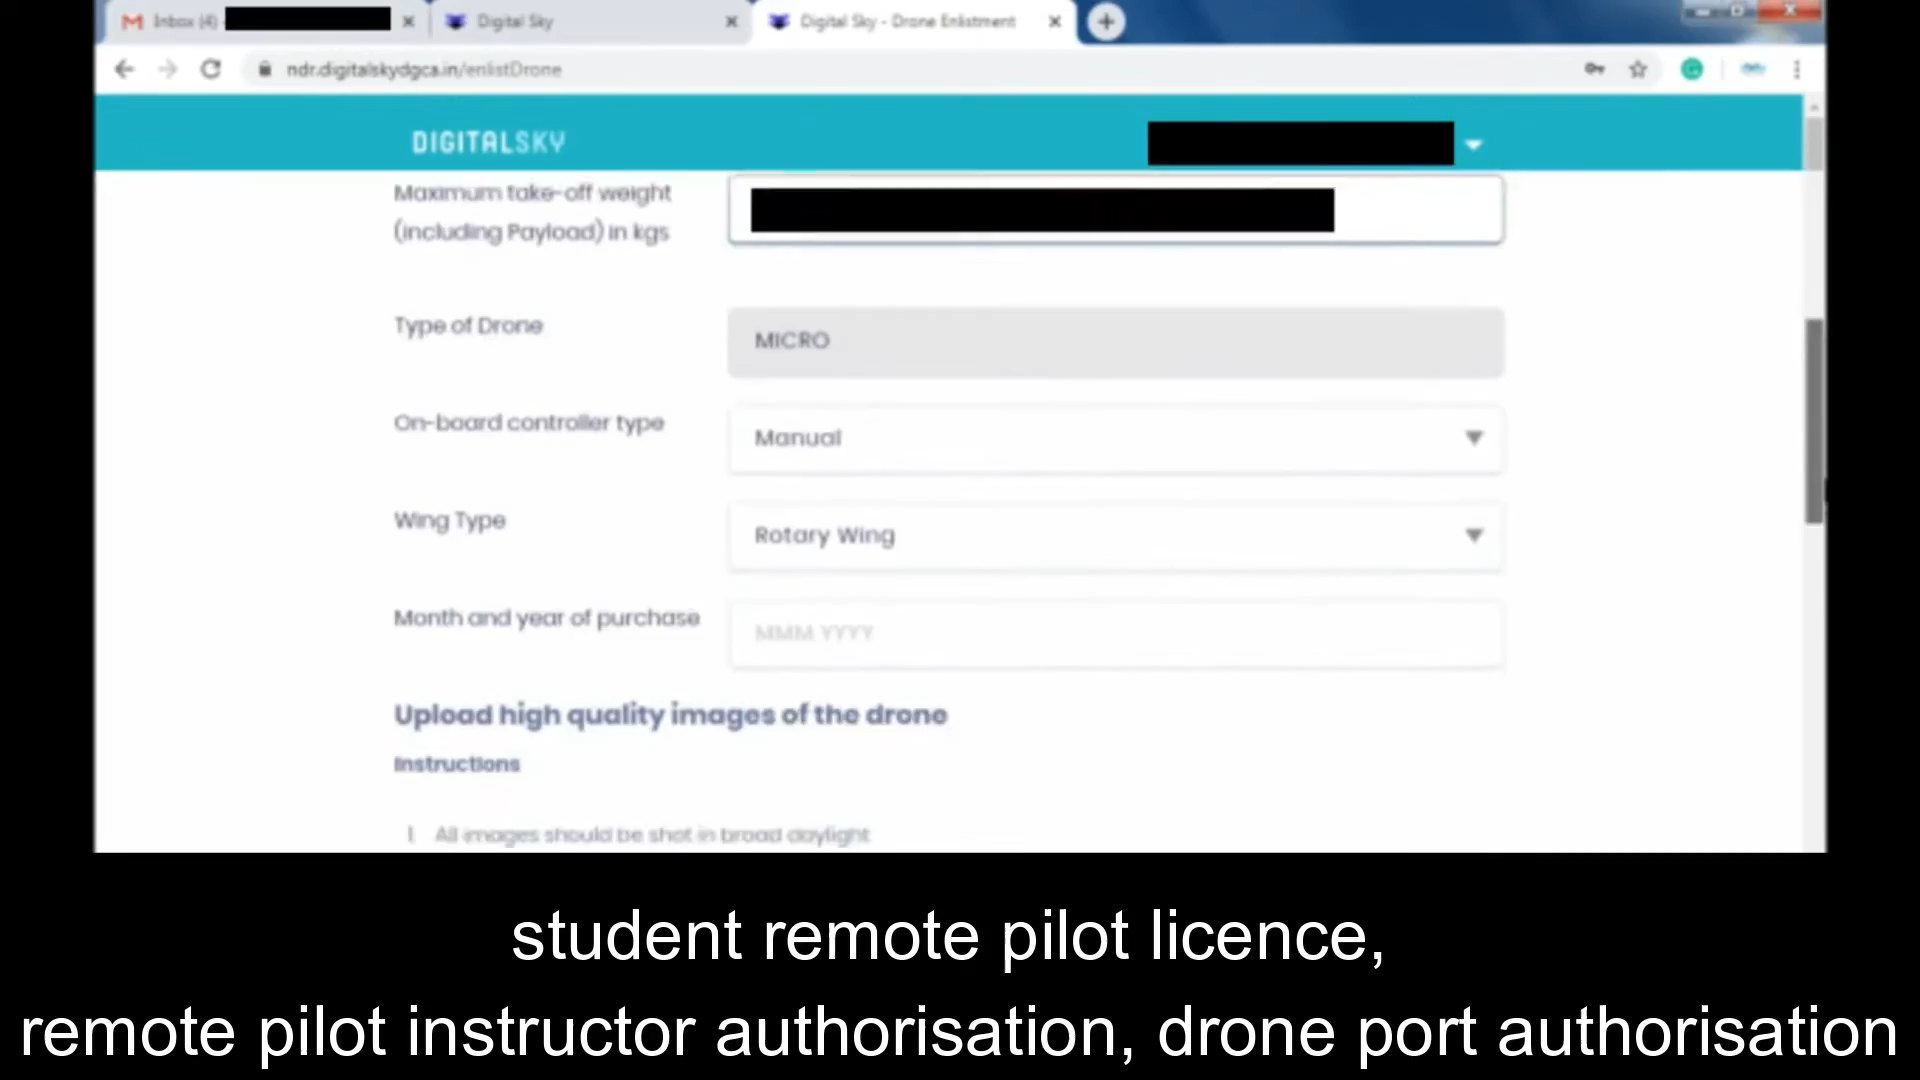 Inbox (4) -
Digital Sky
Digital Sky - Drone Enlistment
ndr.digitalskydgca.in/enlistDrone
DIGITALSKY
Maximum take-off weight
(including Payload) in kgs
Type of Drone
MICRO
On-board controller type
Manual
Wing Type
Rotary Wing
Month and year of purchase
MMM YYYY
Upload high quality images of the drone
Instructions
1 All images should be shot in broad daylight
student remote pilot licence,
remote pilot instructor authorisation, drone port authorisation